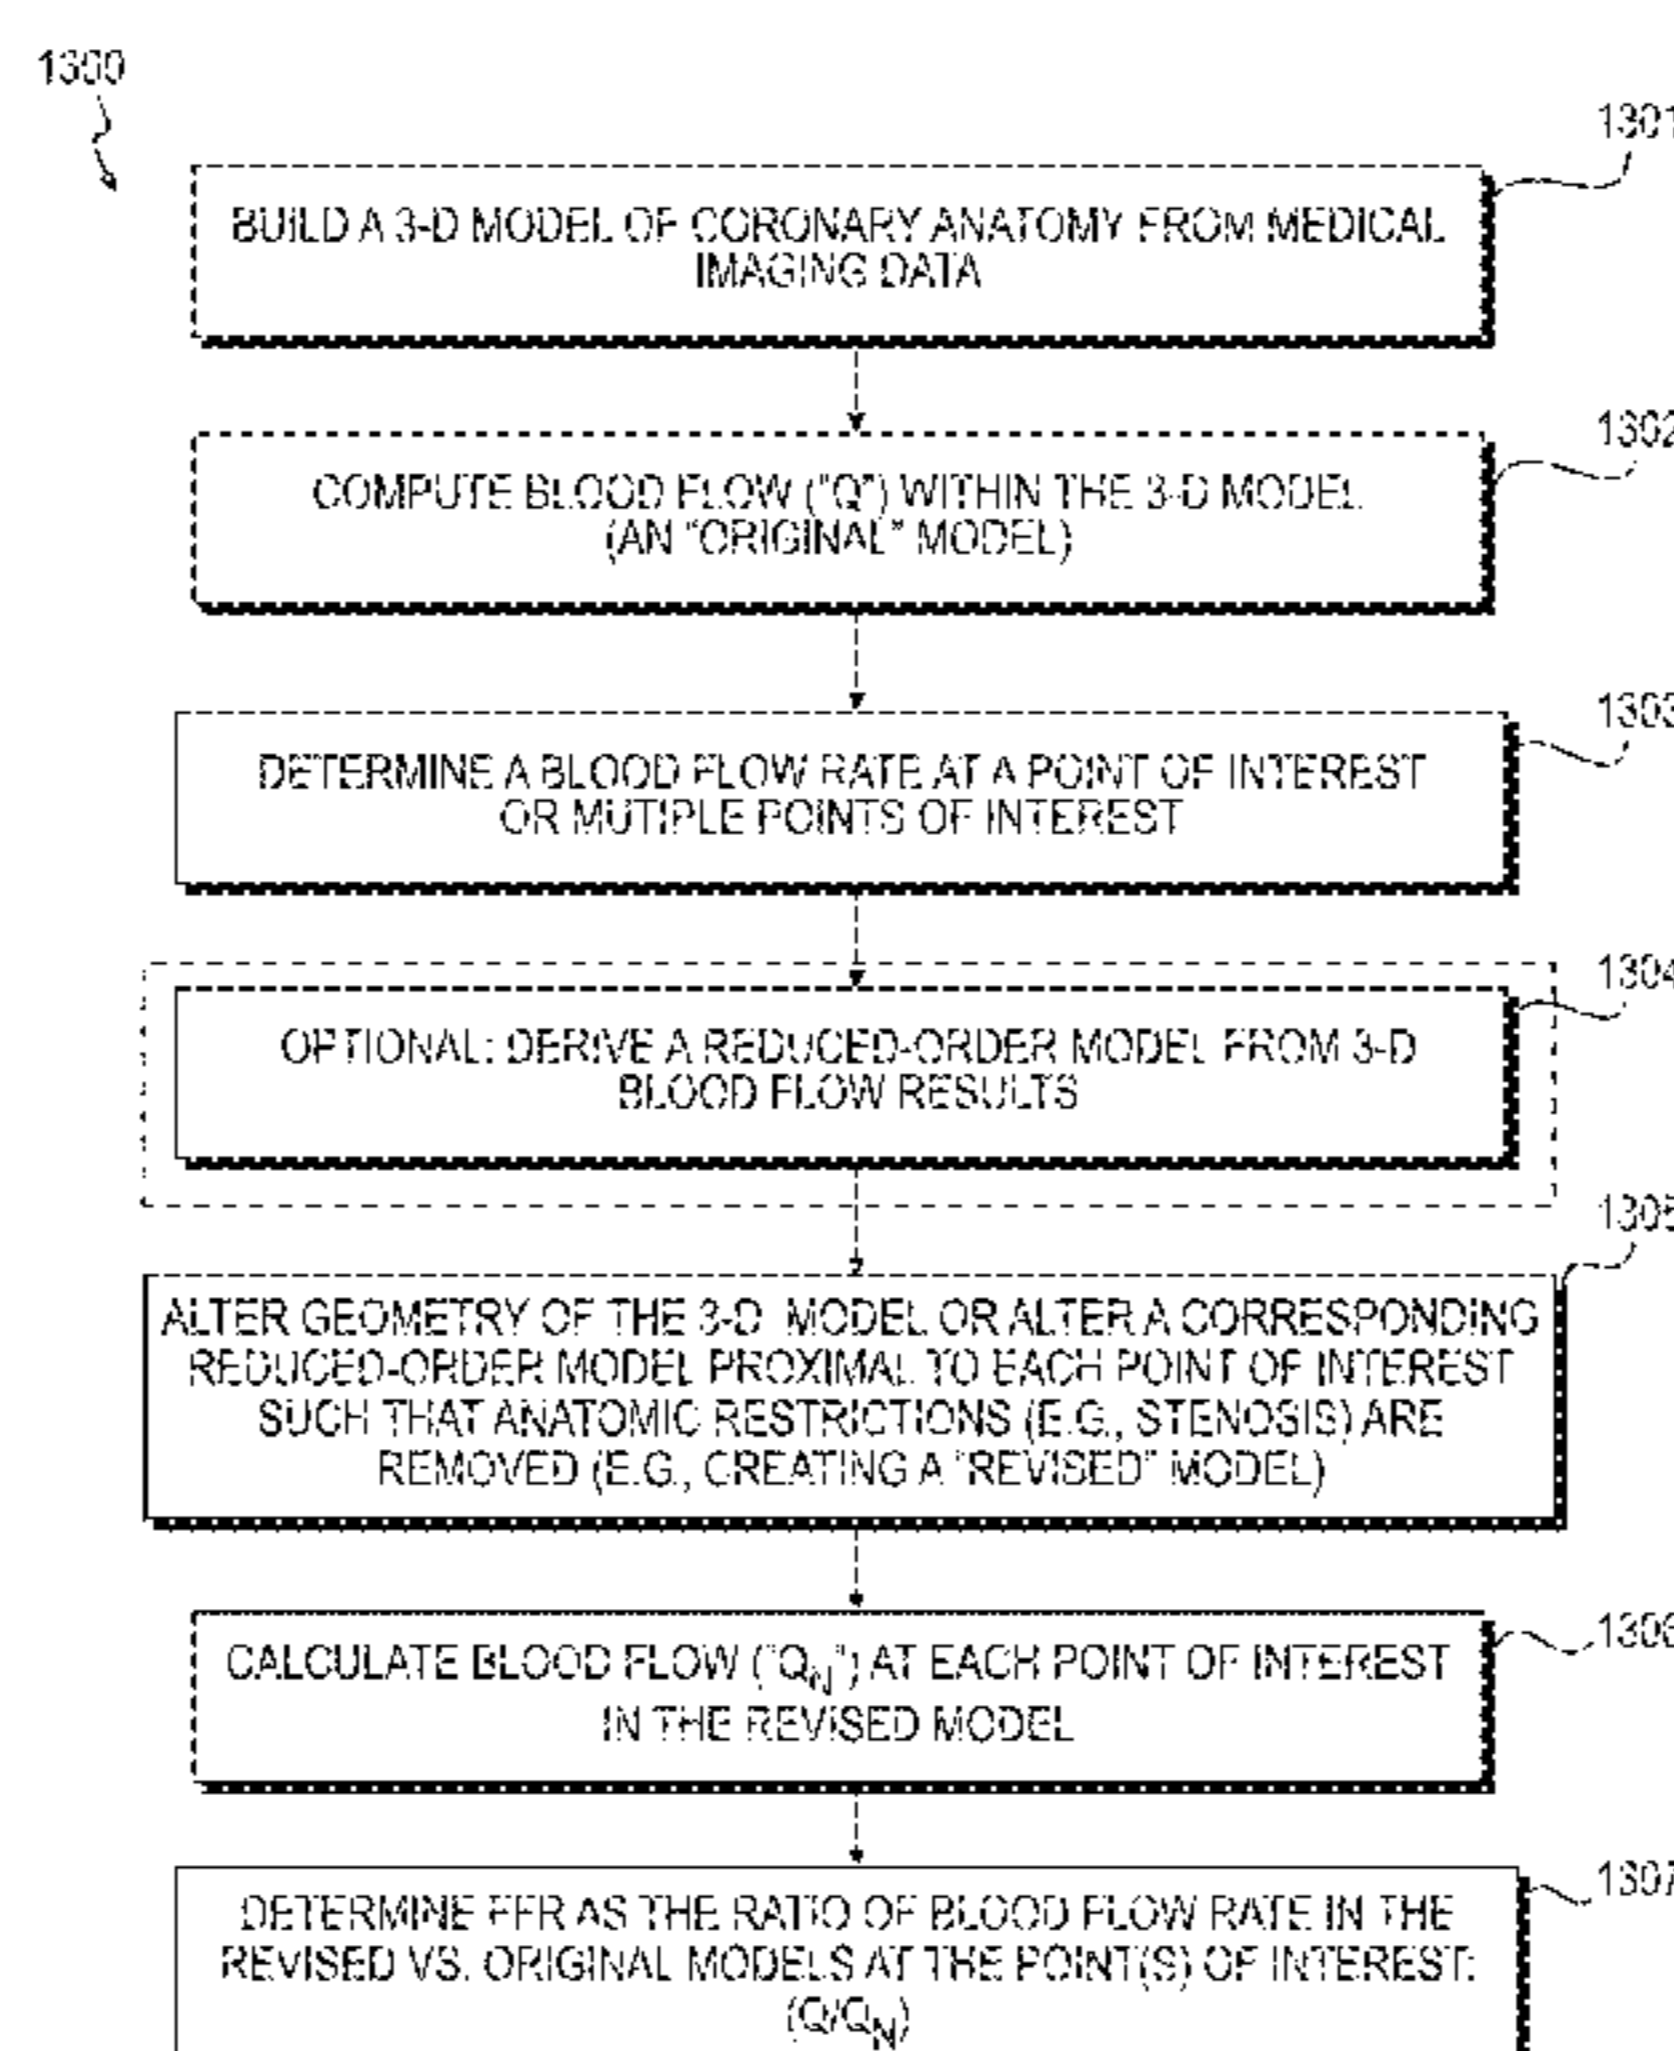 1300
1301
BUILD A 3-D MODEL OF CORONARY ANATOMY FROM MEDICAL
IMAGING DATA
1302
COMPUTE BLOOD FLOW ("Q") WITHIN THE 3-D MODEL
(AN "ORIGINAL" MODEL)
1303
DETERMINE A BLOOD FLOW RATE AT A POINT OF INTEREST
OR MUTIPLE POINTS OF INTEREST
1304
OPTIONAL: DERIVE A REDUCED-ORDER MODEL FROM 3-D
BLOOD FLOW RESULTS
1305
ALTER GEOMETRY OF THE 3-D MODEL OR ALTER A CORRESPONDING
REDUCED-ORDER MODEL PROXIMAL TO EACH POINT OF INTEREST
SUCH THAT ANATOMIC RESTRICTIONS (E.G., STENOSIS) ARE
REMOVED (E.G., CREATING A "REVISED" MODEL)
1306
CALCULATE BLOOD FLOW ("QN") AT EACH POINT OF INTEREST
IN THE REVISED MODEL
1307
DETERMINE FFR AS THE RATIO OF BLOOD FLOW RATE IN THE
REVISED VS. ORIGINAL MODELS AT THE POINT(S) OF INTEREST:
(Q/QN)